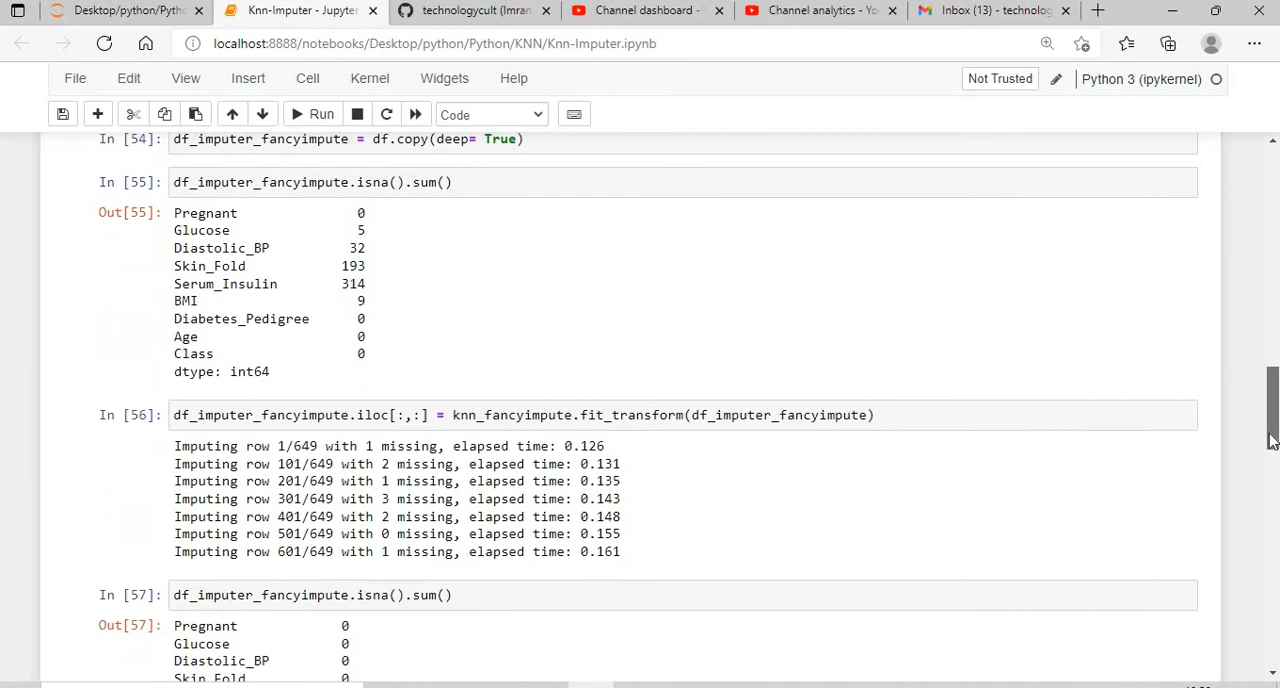 Desktop/python/Pyth
Knn-Imputer - Jupyter
technologycult (Imran
Channel dashboard -
Channel analytics - Yo
Inbox (13) - technolog
localhost:8888/notebooks/Desktop/python/Python/KNN/Knn-Imputer.ipynb
File Edit View Insert Cell Kernel Widgets Help
Not Trusted
Python 3 (ipykernel)
Run
Code
In [54]: df_imputer_fancyimpute = df.copy(deep= True)
In [55]: df_imputer_fancyimpute.isna().sum()
Out[55]: Pregnant 0
Glucose 5
Diastolic_BP 32
Skin_Fold 193
Serum_Insulin 314
BMI 9
Diabetes_Pedigree 0
Age 0
Class 0
dtype: int64
In [56]: df_imputer_fancyimpute.iloc[:,:] = knn_fancyimpute.fit_transform(df_imputer_fancyimpute)
Imputing row 1/649 with 1 missing, elapsed time: 0.126
Imputing row 101/649 with 2 missing, elapsed time: 0.131
Imputing row 201/649 with 1 missing, elapsed time: 0.135
Imputing row 301/649 with 3 missing, elapsed time: 0.143
Imputing row 401/649 with 2 missing, elapsed time: 0.148
Imputing row 501/649 with 0 missing, elapsed time: 0.155
Imputing row 601/649 with 1 missing, elapsed time: 0.161
In [57]: df_imputer_fancyimpute.isna().sum()
Out[57]: Pregnant 0
Glucose 0
Diastolic_BP 0
Skin_Fold 0